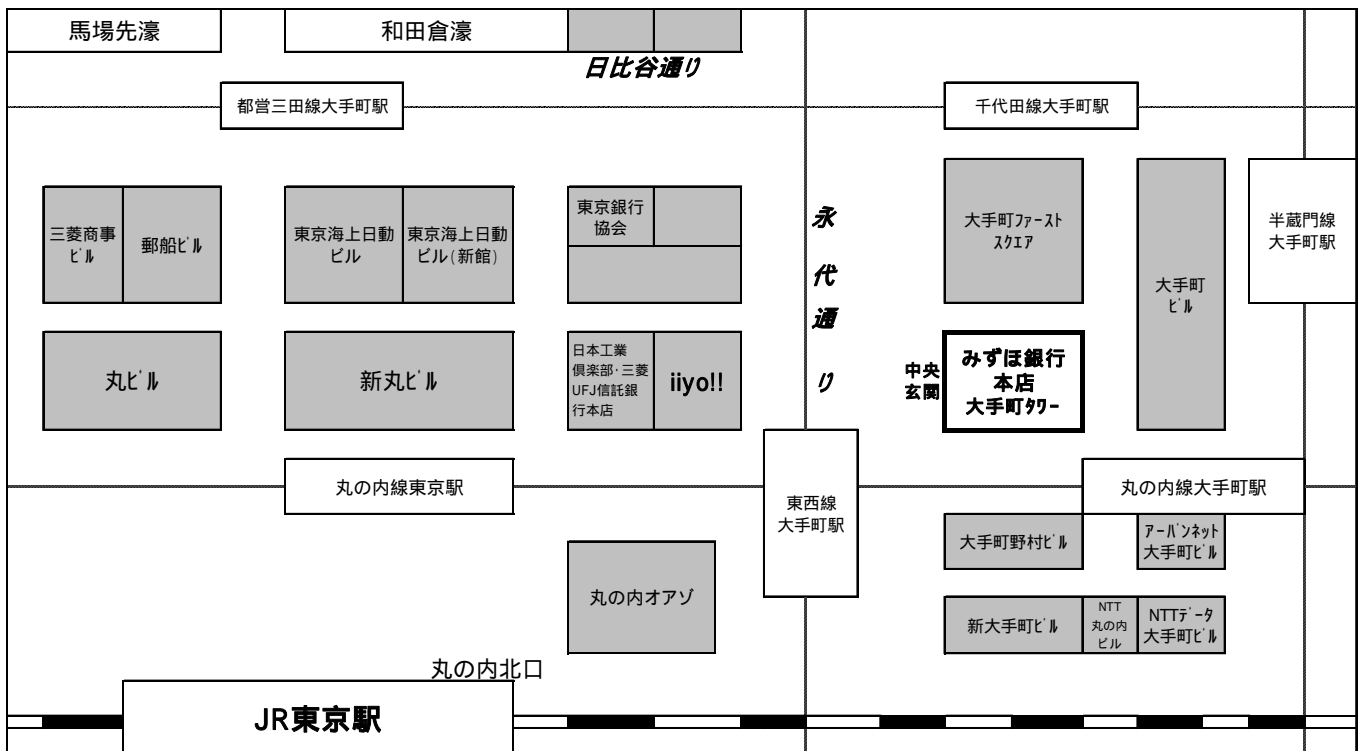 馬場先濠
和田倉濠
日比谷通り
都営三田線大手町駅
千代田線大手町駅
三菱商事
ﾋﾞﾙ
郵船ﾋﾞﾙ
東京海上日動
ビル
東京海上日動
ビル(新館)
東京銀行
協会
永
代
通
り
大手町ﾌｧｰｽﾄ
ｽｸｴｱ
大手町
ﾋﾞﾙ
半蔵門線
大手町駅
丸ﾋﾞﾙ
新丸ﾋﾞﾙ
日本工業
倶楽部･三菱
UFJ信託銀
行本店
iiyo!!
中央
玄関
みずほ銀行
本店
大手町ﾀﾜｰ
丸の内線東京駅
東西線
大手町駅
丸の内線大手町駅
大手町野村ﾋﾞﾙ
ｱｰﾊﾞﾝﾈｯﾄ
大手町ﾋﾞﾙ
丸の内オアゾ
新大手町ﾋﾞﾙ
NTT
丸の内
ビル
NTTﾃﾞｰﾀ
大手町ﾋﾞﾙ
丸の内北口
JR東京駅